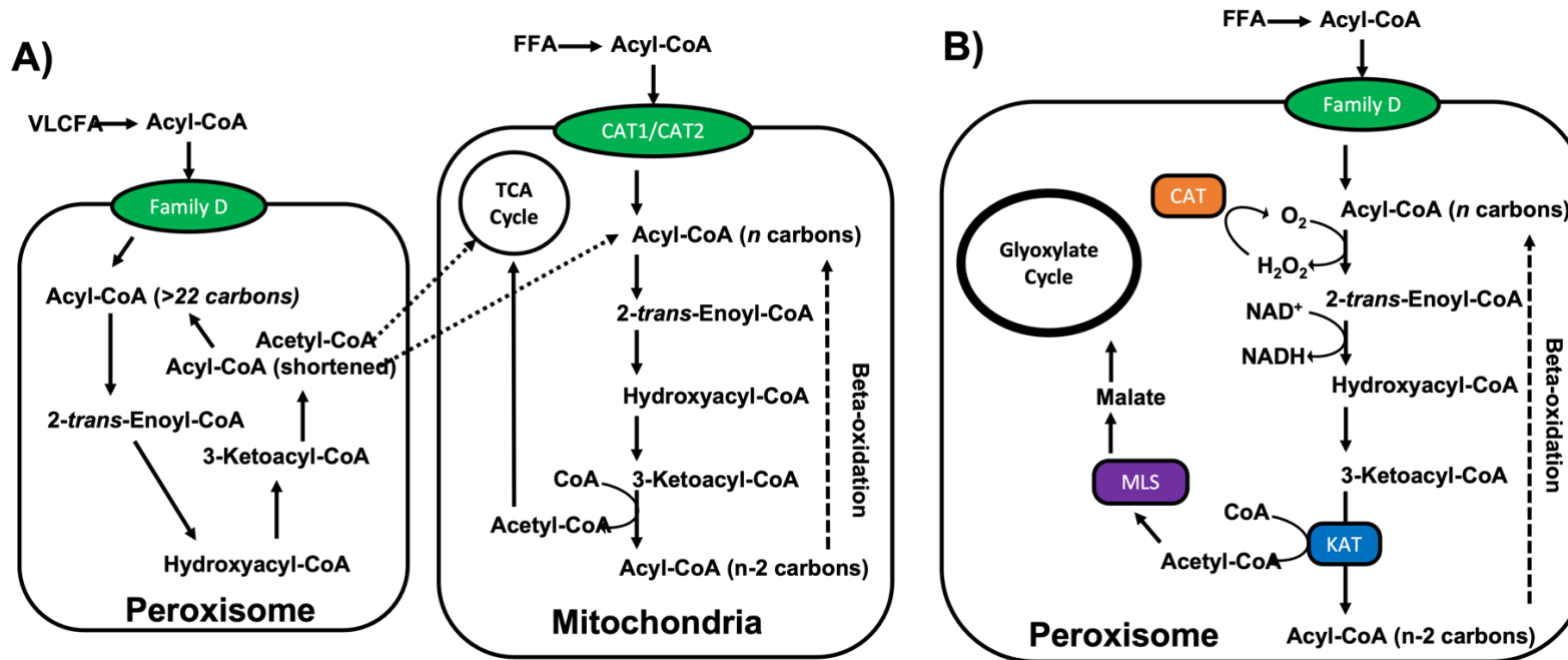 A)
VLCFA
Acyl-CoA
Family D
Acyl-CoA (>22 carbons)
Acetyl-CoA
Acyl-CoA (shortened)
2-trans-Enoyl-CoA
3-Ketoacyl-CoA
Hydroxyacyl-CoA
Peroxisome
FFA
Acyl-CoA
CAT1/CAT2
TCA
Cycle
Acyl-CoA (n carbons)
2-trans-Enoyl-CoA
Hydroxyacyl-CoA
CoA
3-Ketoacyl-CoA
Acetyl-CoA
Acyl-CoA (n-2 carbons)
Beta-oxidation
Mitochondria
B)
FFA
Acyl-CoA
Family D
CAT
O2
Acyl-CoA (n carbons)
H2O2
Glyoxylate
Cycle
2-trans-Enoyl-CoA
NAD+
NADH
Hydroxyacyl-CoA
Malate
3-Ketoacyl-CoA
MLS
CoA
KAT
Acetyl-CoA
Acyl-CoA (n-2 carbons)
Beta-oxidation
Peroxisome